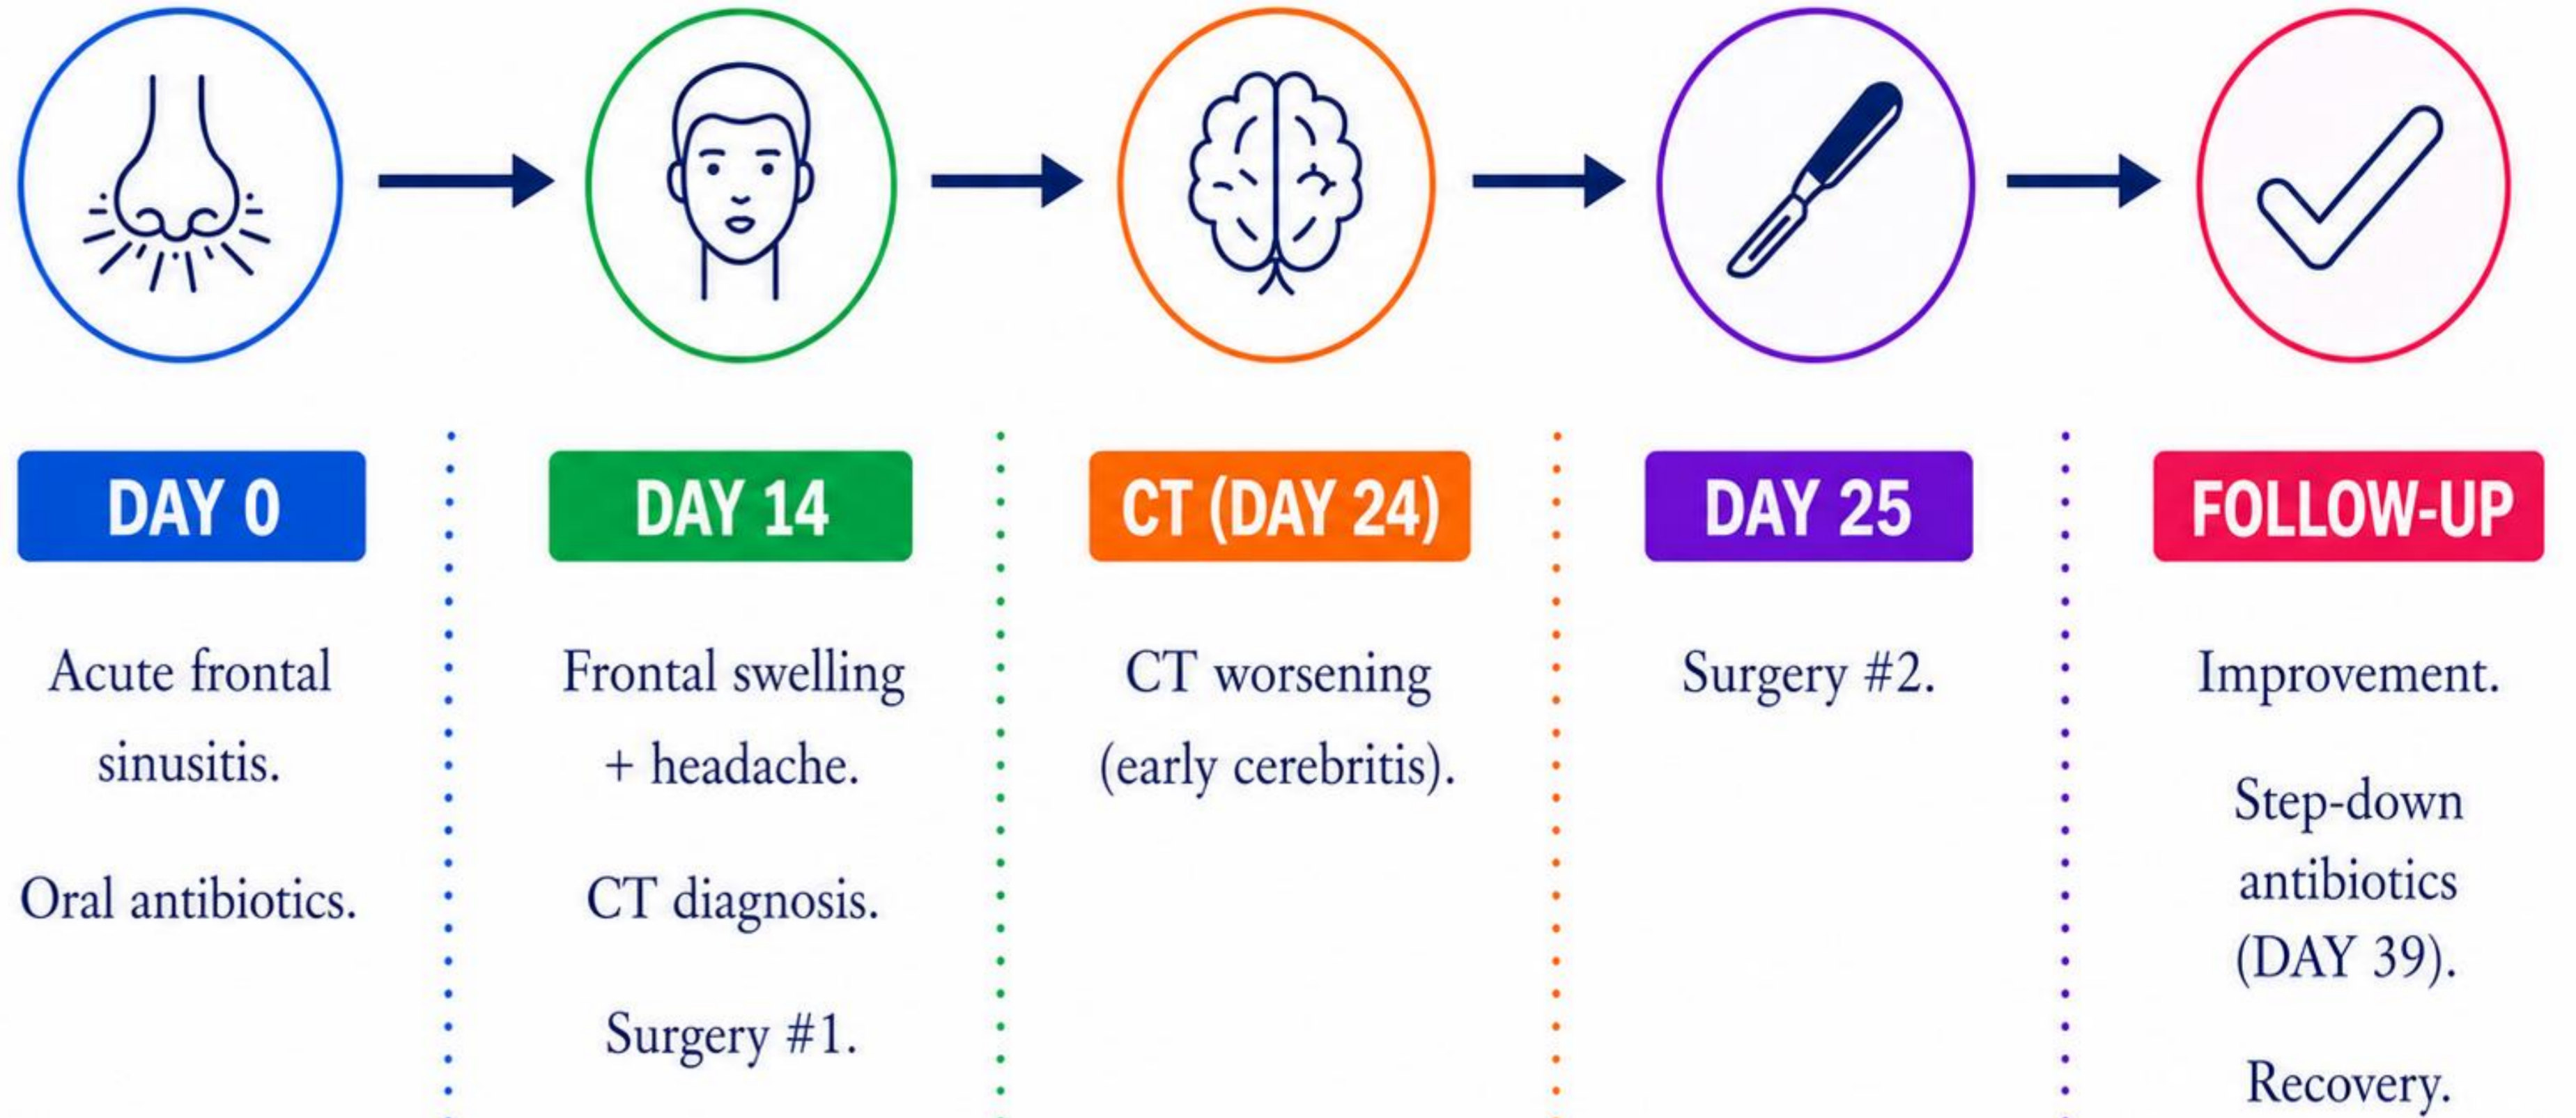 DAY 0
Acute frontal
sinusitis.
Oral antibiotics.
DAY 14
Frontal swelling
+ headache.
CT diagnosis.
Surgery #1.
CT (DAY 24)
CT worsening
(early cerebritis).
DAY 25
Surgery #2.
FOLLOW-UP
Improvement.
Step-down
antibiotics
(DAY 39).
Recovery.